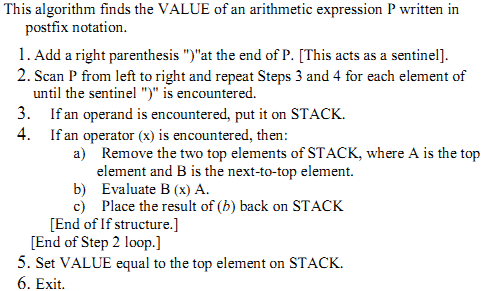 This algorithm finds the VALUE of an arithmetic expression P written in
postfix notation.
1. Add a right parenthesis ")"at the end of P. [This acts as a sentinel].
2. Scan P from left to right and repeat Steps 3 and 4 for each element of
until the sentinel ")" is encountered.
3. If an operand is encountered, put it on STACK.
4. If an operator (x) is encountered, then:
a) Remove the two top elements of STACK, where A is the top
element and B is the next-to-top element.
b) Evaluate B (x) A.
c) Place the result of (b) back on STACK
[End of If structure.]
[End of Step 2 loop.]
5. Set VALUE equal to the top element on STACK.
6. Exit.